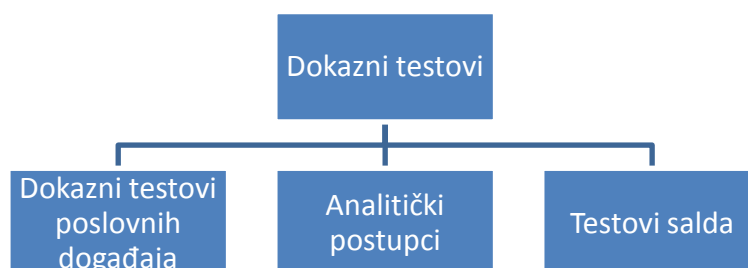 Dokazni testovi
Dokazni testovi
poslovnih
događaja
Analitički
postupci
Testovi salda